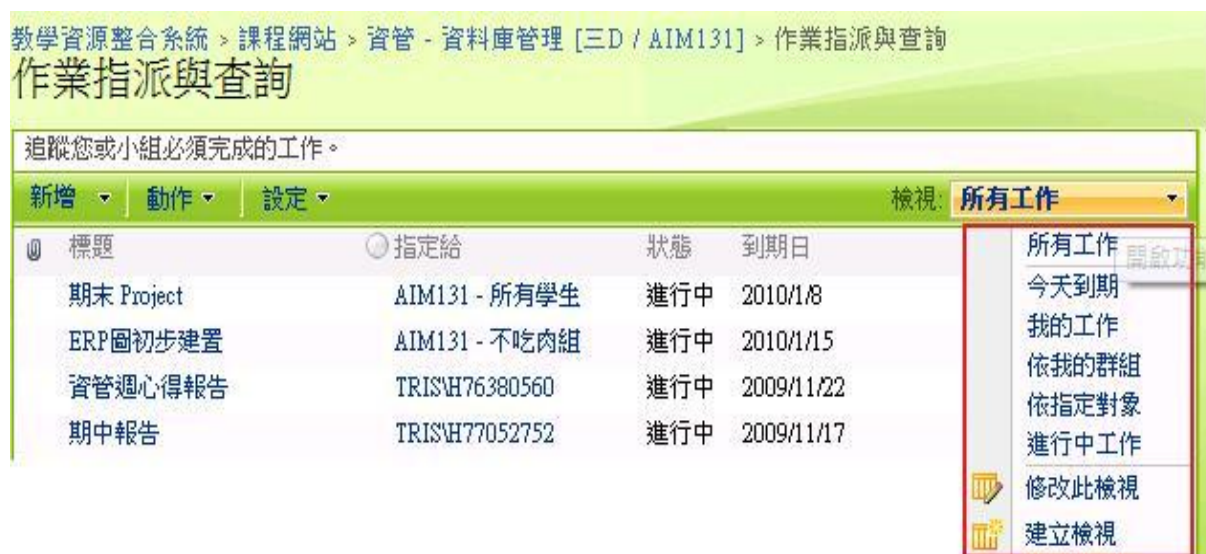 教學資源整合系統 > 課程網站 > 資管 - 資料庫管理 [三D / AIM131] > 作業指派與查詢
作業指派與查詢
追蹤您或小組必須完成的工作。
新增 動作 設定 檢視: 所有工作
標題 指定給 狀態 到期日
期末 Project AIM131 - 所有學生 進行中 2010/1/8
ERP圖初步建置 AIM131 - 不吃肉組 進行中 2010/1/15
資管週心得報告 TRIS\H76380560 進行中 2009/11/22
期中報告 TRIS\H77052752 進行中 2009/11/17
所有工作
開啟功
今天到期
我的工作
依我的群組
依指定對象
進行中工作
修改此檢視
建立檢視